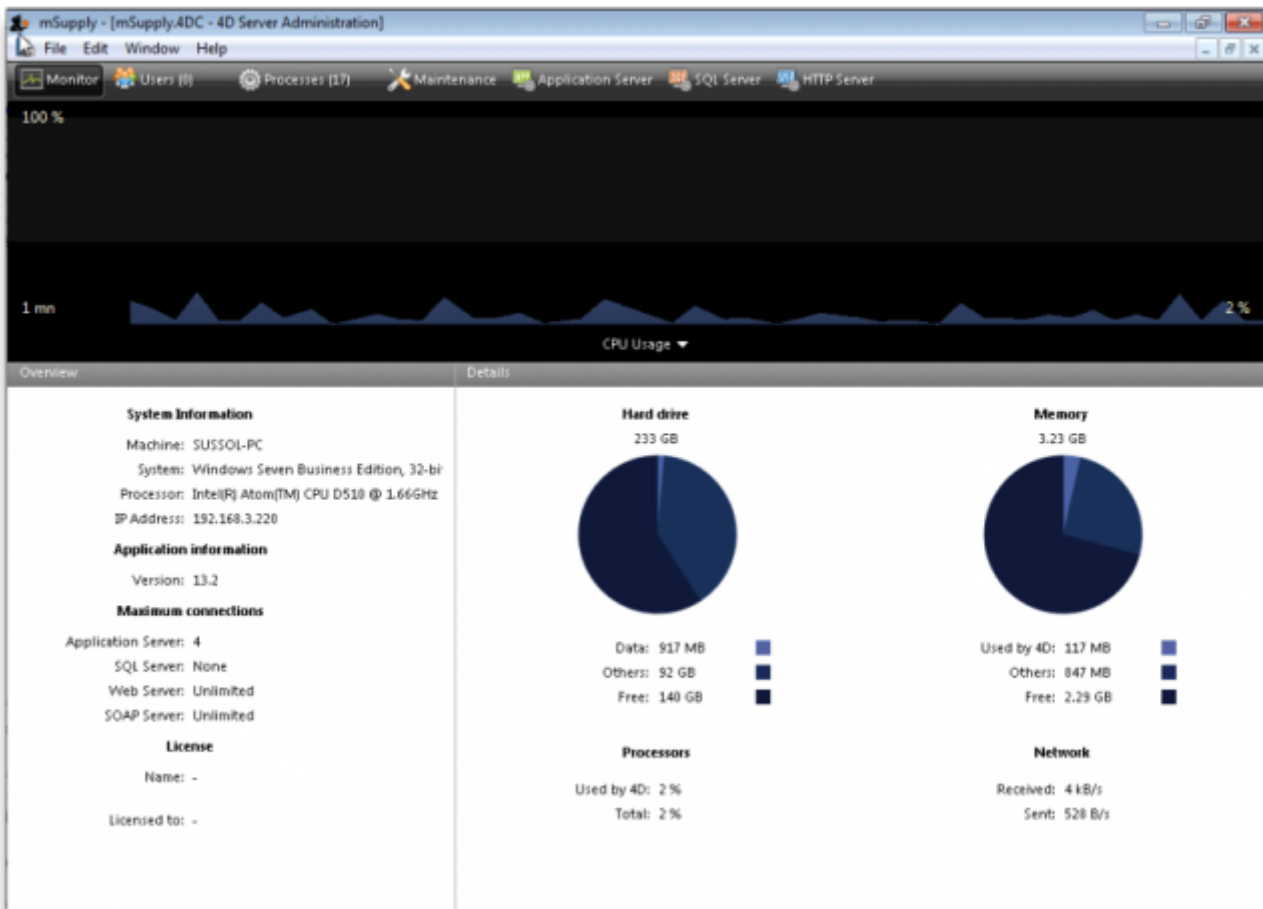 mSupply - [mSupply.4DC - 4D Server Administration]
File Edit Window Help
Monitor Users (0) Processes (17) Maintenance Application Server SQL Server HTTP Server
100 %
1 mn
2 %
CPU Usage
Overview
Details
System Information
Machine: SUSSOL-PC
System: Windows Seven Business Edition, 32-bi
Processor: Intel(R) Atom(TM) CPU D510 @ 1.66GHz
IP Address: 192.168.3.220
Application information
Version: 13.2
Maximum connections
Application Server: 4
SQL Server: None
Web Server: Unlimited
SOAP Server: Unlimited
License
Name: -
Licensed to: -
Hard drive
233 GB
Data: 917 MB
Others: 92 GB
Free: 140 GB
Memory
3.23 GB
Used by 4D: 117 MB
Others: 847 MB
Free: 2.29 GB
Processors
Used by 4D: 2 %
Total: 2 %
Network
Received: 4 kB/s
Sent: 528 B/s